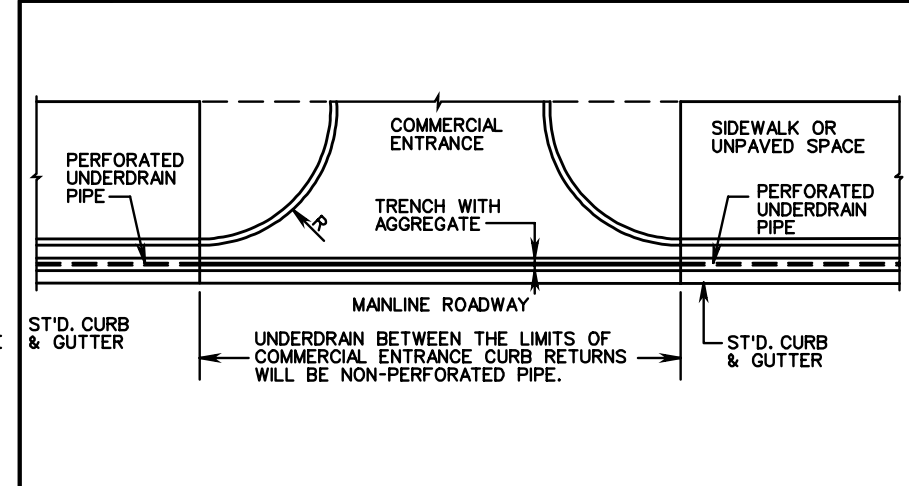 COMMERCIAL
ENTRANCE
SIDEWALK OR
UNPAVED SPACE
PERFORATED
UNDERDRAIN
PIPE
R
TRENCH WITH
AGGREGATE
PERFORATED
UNDERDRAIN
PIPE
MAINLINE ROADWAY
ST'D. CURB
& GUTTER
UNDERDRAIN BETWEEN THE LIMITS OF
COMMERCIAL ENTRANCE CURB RETURNS
WILL BE NON-PERFORATED PIPE.
ST'D. CURB
& GUTTER